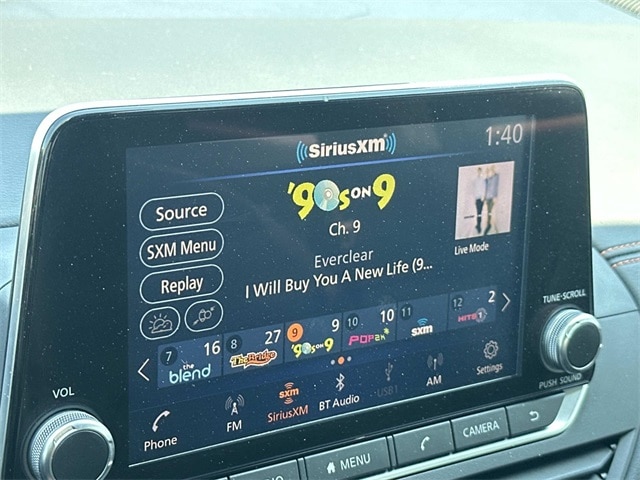 SiriusXM
1:40
'90s ON 9
Ch. 9
Source
SXM Menu
Replay
Everclear
I Will Buy You A New Life (9...
Live Mode
7 16 the blend
8 27 The Bridge
9 9 '90s ON 9
10 10 POP2K
11 sxm
12 2 HITS 1
Phone
FM
sxm
SiriusXM
BT Audio
USB1
AM
Settings
VOL
TUNE·SCROLL
PUSH SOUND
MENU
CAMERA